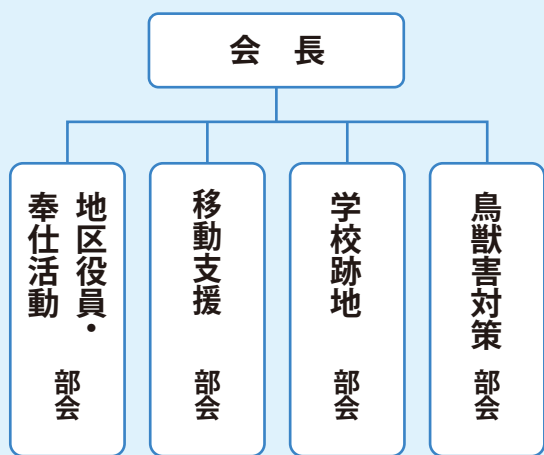 会長
地区役員・
奉仕活動
部会
移動支援
部会
学校跡地
部会
鳥獣害対策
部会